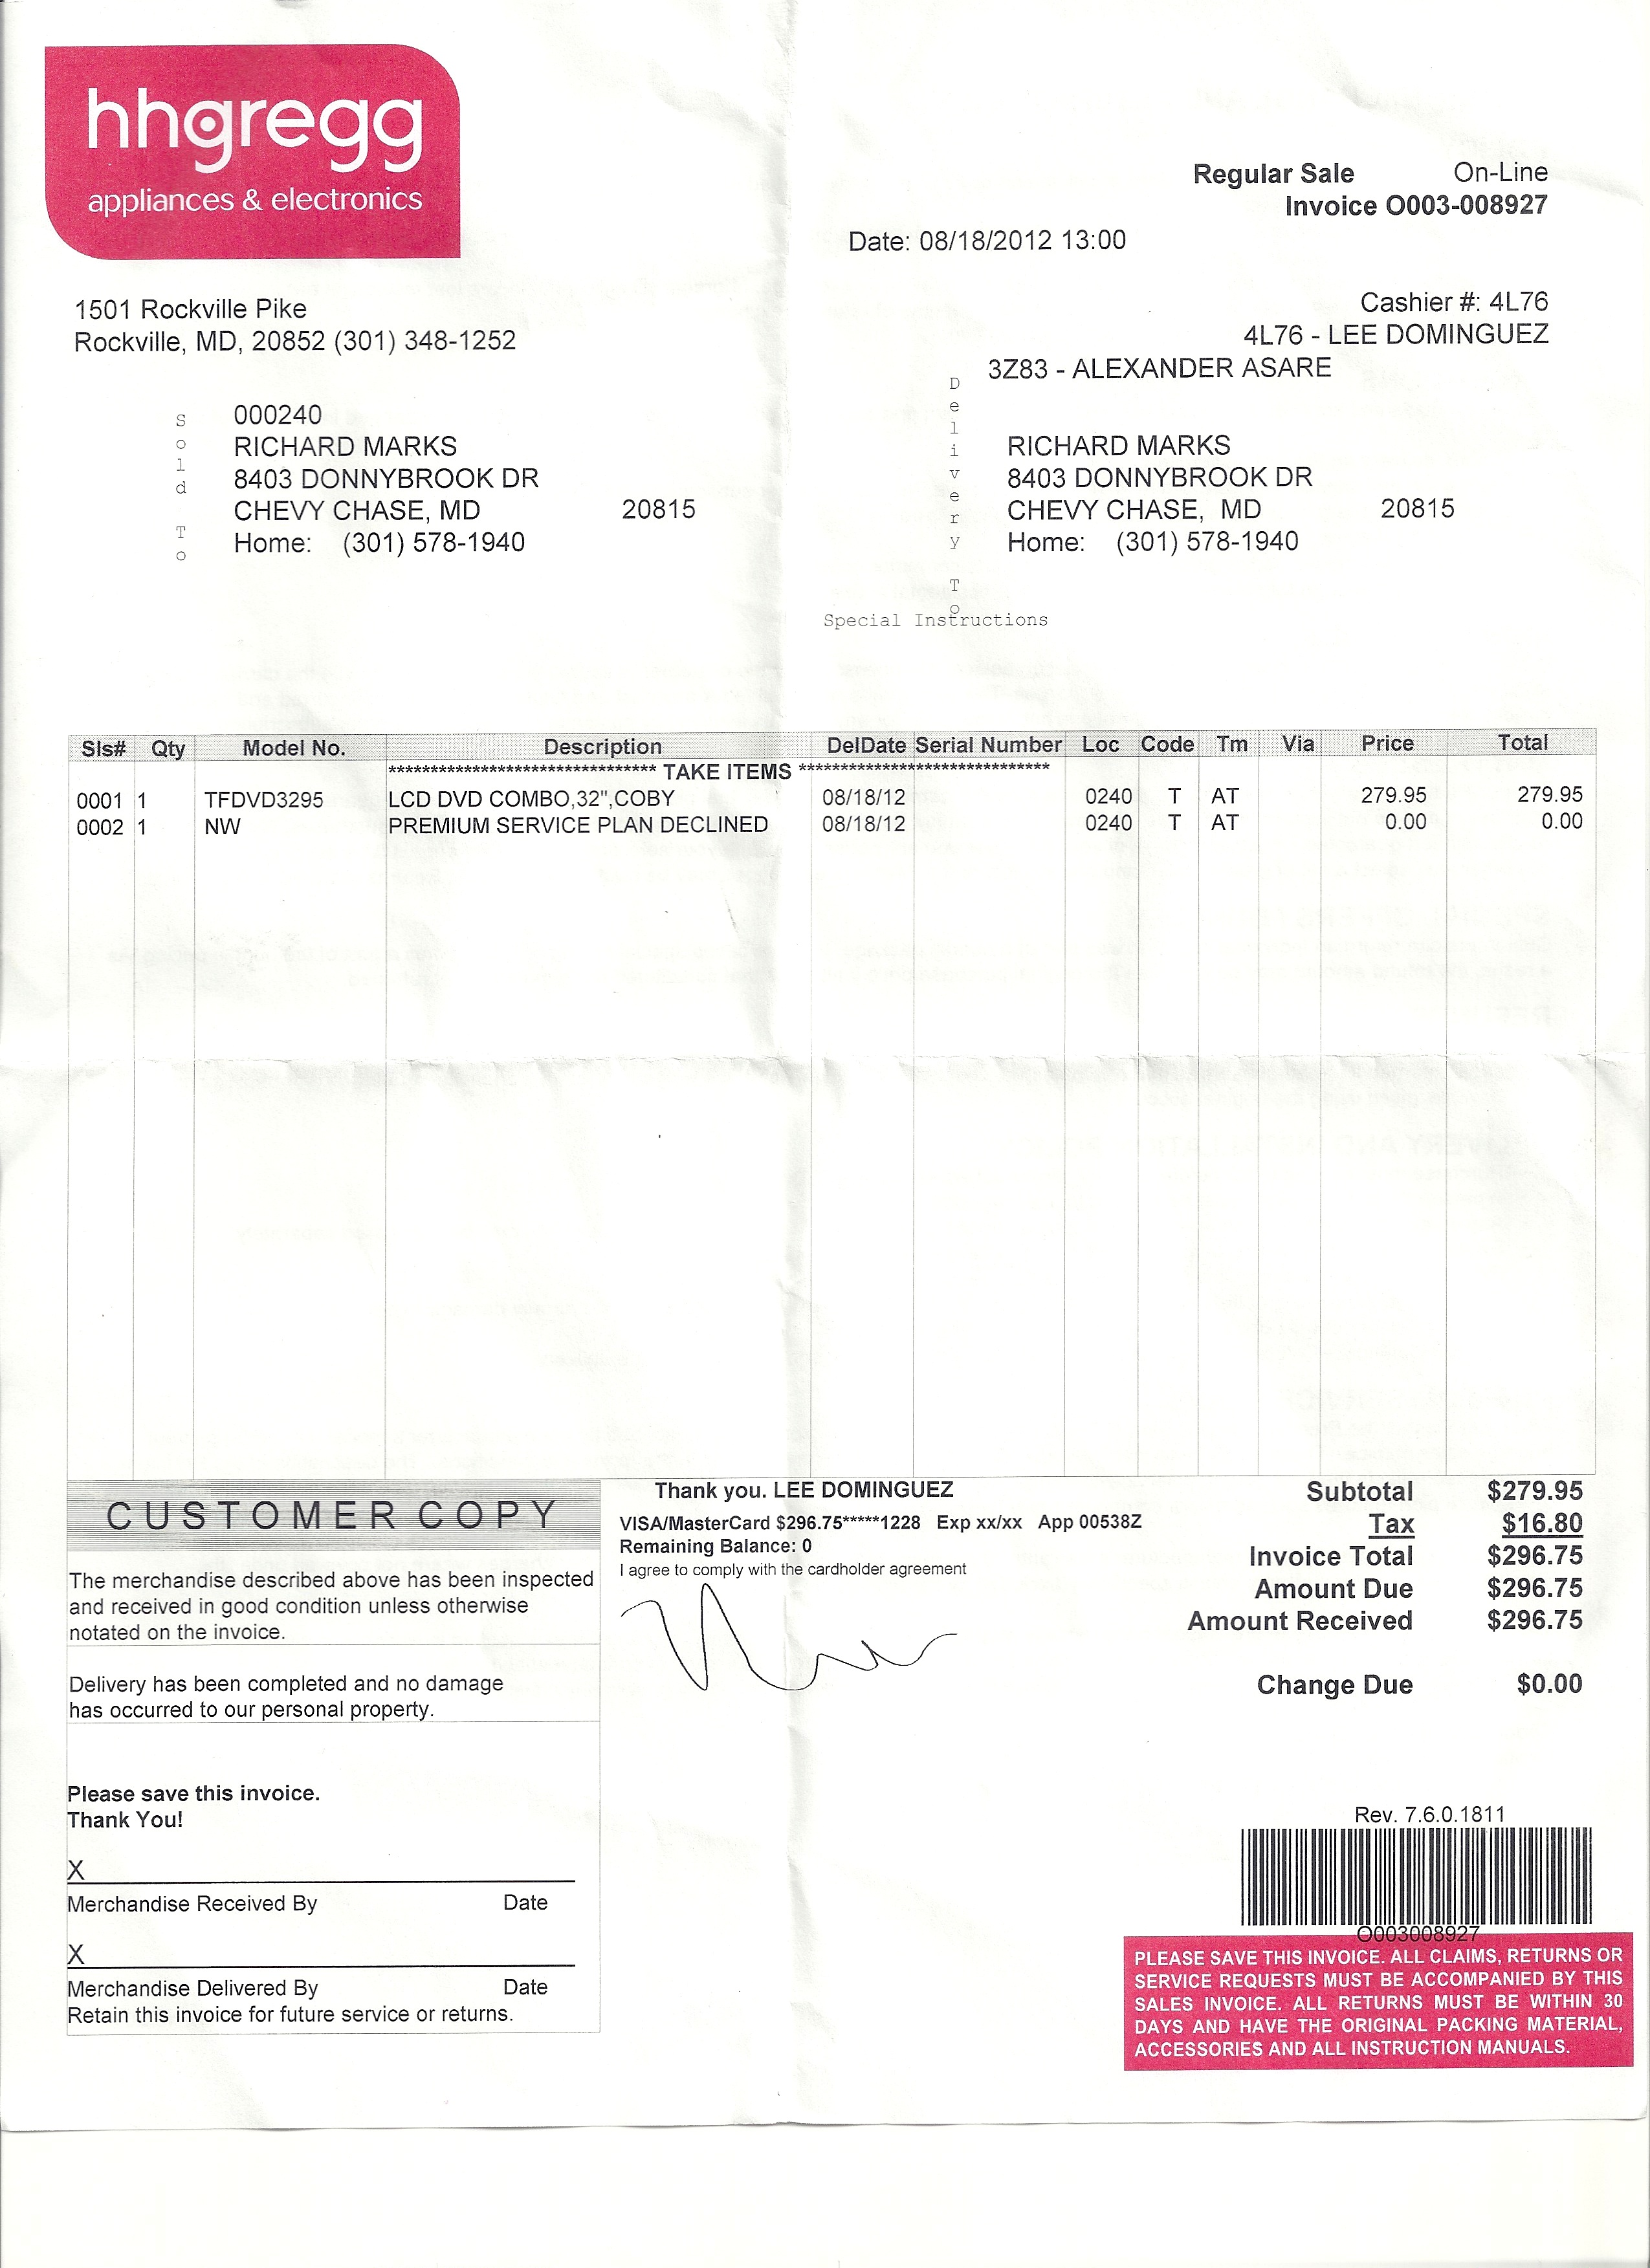 hhgregg
appliances & electronics
Regular Sale On-Line
Invoice O003-008927
Date: 08/18/2012 13:00
1501 Rockville Pike
Rockville, MD, 20852 (301) 348-1252
Cashier #: 4L76
4L76 - LEE DOMINGUEZ
3Z83 - ALEXANDER ASARE
Sold To
000240
RICHARD MARKS
8403 DONNYBROOK DR
CHEVY CHASE, MD 20815
Home: (301) 578-1940
Delivery To
RICHARD MARKS
8403 DONNYBROOK DR
CHEVY CHASE, MD 20815
Home: (301) 578-1940
Special Instructions
Sls# Qty Model No. Description DelDate Serial Number Loc Code Tm Via Price Total
******************************** TAKE ITEMS ******************************
0001 1 TFDVD3295 LCD DVD COMBO,32",COBY 08/18/12 0240 T AT 279.95 279.95
0002 1 NW PREMIUM SERVICE PLAN DECLINED 08/18/12 0240 T AT 0.00 0.00
CUSTOMER COPY
The merchandise described above has been inspected
and received in good condition unless otherwise
notated on the invoice.
Delivery has been completed and no damage
has occurred to our personal property.
Please save this invoice.
Thank You!
X
Merchandise Received By Date
X
Merchandise Delivered By Date
Retain this invoice for future service or returns.
Thank you. LEE DOMINGUEZ
VISA/MasterCard $296.75*****1228 Exp xx/xx App 00538Z
Remaining Balance: 0
I agree to comply with the cardholder agreement
Subtotal $279.95
Tax $16.80
Invoice Total $296.75
Amount Due $296.75
Amount Received $296.75
Change Due $0.00
Rev. 7.6.0.1811
O003008927
PLEASE SAVE THIS INVOICE. ALL CLAIMS, RETURNS OR
SERVICE REQUESTS MUST BE ACCOMPANIED BY THIS
SALES INVOICE. ALL RETURNS MUST BE WITHIN 30
DAYS AND HAVE THE ORIGINAL PACKING MATERIAL,
ACCESSORIES AND ALL INSTRUCTION MANUALS.